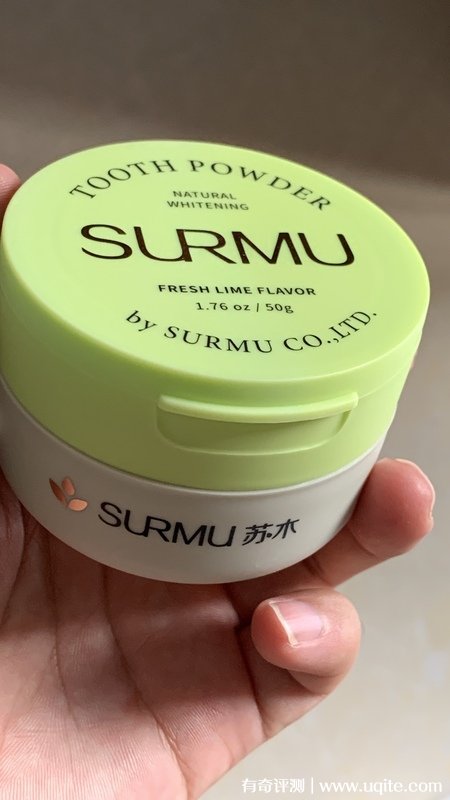 TOOTH POWDER
NATURAL
WHITENING
SURMU
FRESH LIME FLAVOR
1.76 oz / 50g
by SURMU CO.,LTD.
SURMU 苏木
有奇评测 | www.uqite.com